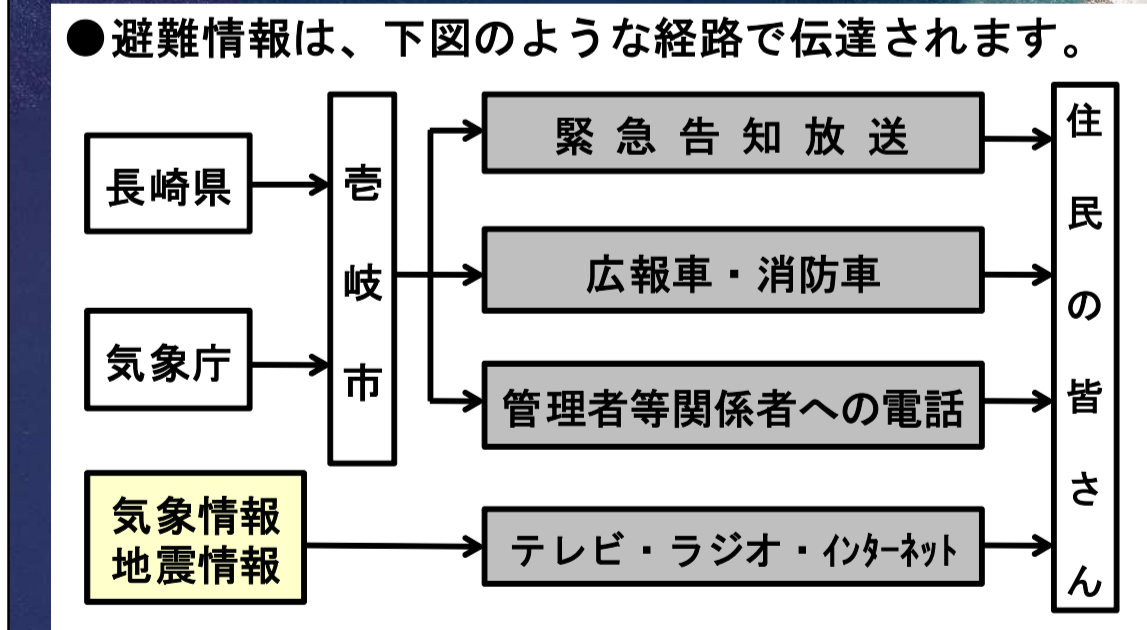 ●避難情報は、下図のような経路で伝達されます。
長崎県
気象庁
壱岐市
緊急告知放送
広報車・消防車
管理者等関係者への電話
気象情報
地震情報
テレビ・ラジオ・ｲﾝﾀｰﾈｯﾄ
住民の皆さん